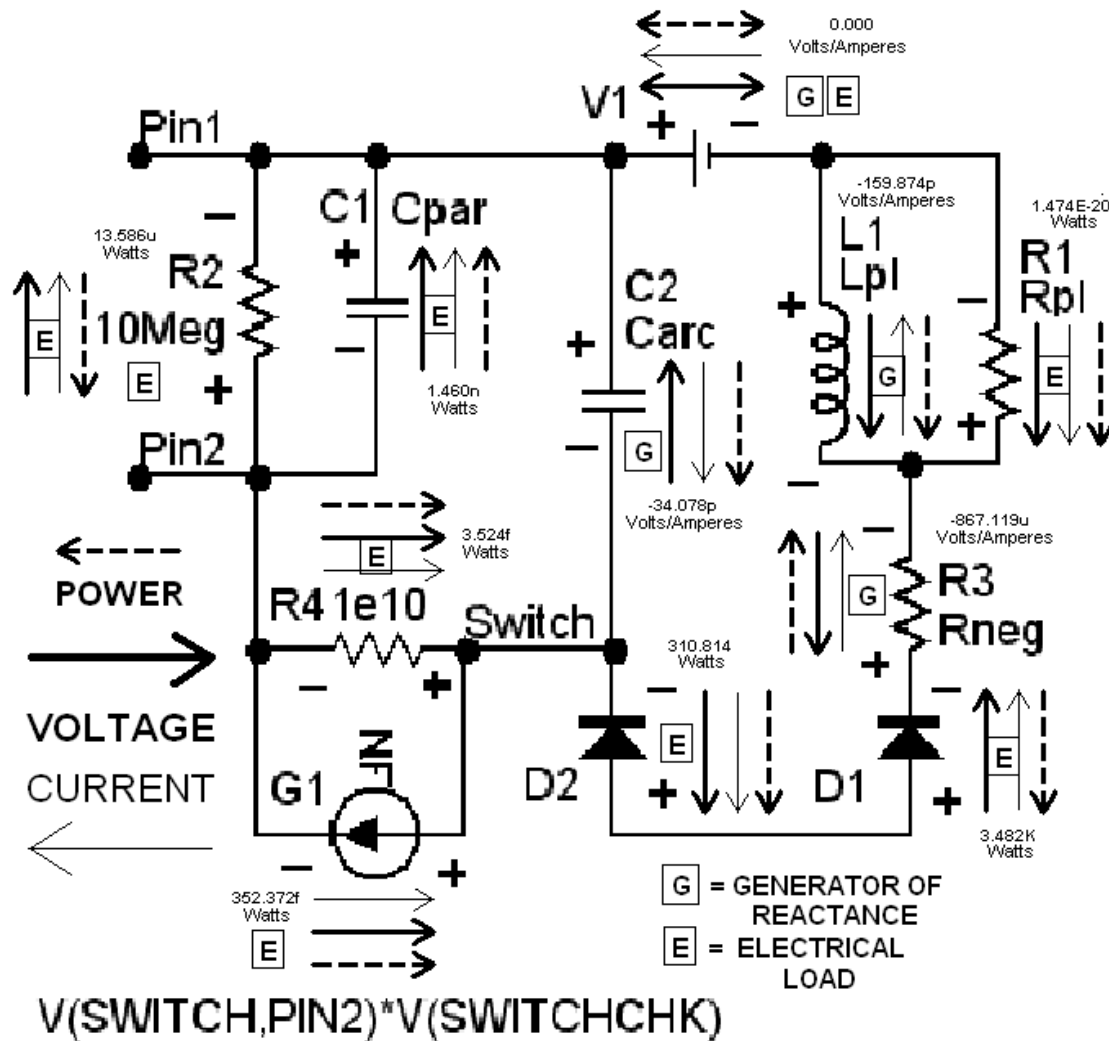 0.000
Volts/Amperes
G E
V1
+ −
Pin1
−
13.586u
Watts
R2
10Meg
E
E
+
C1
Cpar
+
−
E
1.460n
Watts
C2
Carc
+
−
G
-34.078p
Volts/Amperes
-159.874p
Volts/Amperes
L1
Lpl
+
−
G
1.474E-20
Watts
R1
Rpl
−
+
E
Pin2
POWER
VOLTAGE
CURRENT
3.524f
Watts
E
R4 1e10
− +
Switch
-867.119u
Volts/Amperes
R3
Rneg
−
+
G
310.814
Watts
−
E
D2
+
−
D1
+
E
3.482K
Watts
G1
NF
− +
352.372f
Watts
E
G = GENERATOR OF
REACTANCE
E = ELECTRICAL
LOAD
V(SWITCH,PIN2)*V(SWITCHCHK)